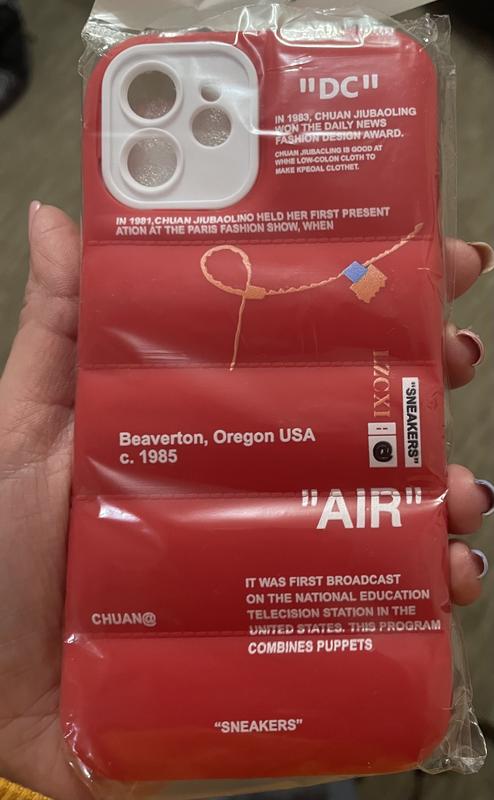 "DC"
IN 1983, CHUAN JIUBAOLING
WON THE DAILY NEWS
FASHION DESIGN AWARD.
CHUAN JIUBACLING IS GOOD AT
WHHE LOW-COLON CLOTH TO
MAKE KPEOAL CLOTHET.
IN 1981,CHUAN JIUBAOLINO HELD HER FIRST PRESENT
ATION AT THE PARIS FASHION SHOW, WHEN
LZCXI
"SNEAKERS"
@
Beaverton, Oregon USA
c. 1985
"AIR"
IT WAS FIRST BROADCAST
ON THE NATIONAL EDUCATION
TELECISION STATION IN THE
UNITED STATES. THIS PROGRAM
COMBINES PUPPETS
CHUAN@
"SNEAKERS"